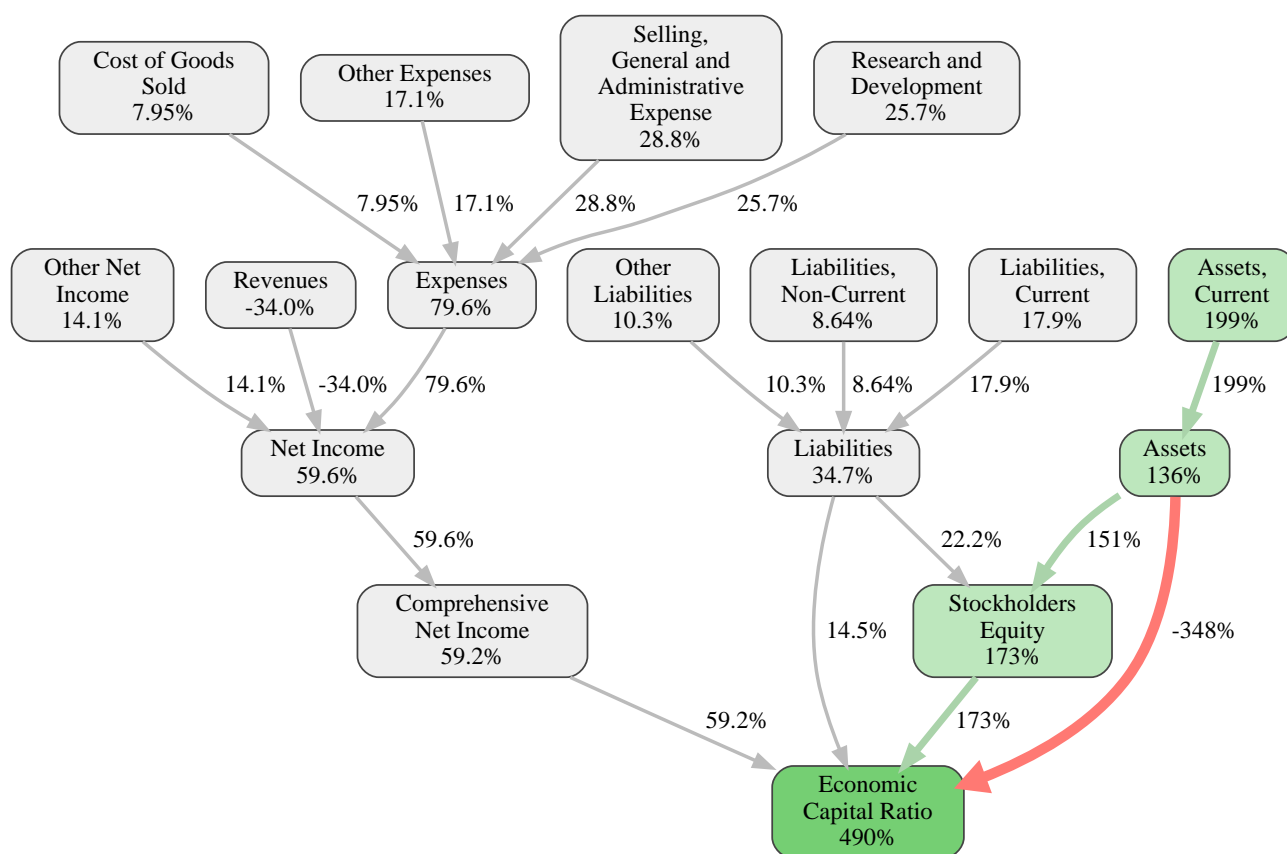 Cost of Goods
Sold
7.95%
Other Expenses
17.1%
Selling,
General and
Administrative
Expense
28.8%
Research and
Development
25.7%
7.95%
17.1%
28.8%
25.7%
Other Net
Income
14.1%
Revenues
-34.0%
Expenses
79.6%
Other
Liabilities
10.3%
Liabilities,
Non-Current
8.64%
Liabilities,
Current
17.9%
Assets,
Current
199%
14.1%
-34.0%
79.6%
10.3%
8.64%
17.9%
199%
Net Income
59.6%
Liabilities
34.7%
Assets
136%
59.6%
22.2%
151%
Comprehensive
Net Income
59.2%
14.5%
Stockholders
Equity
173%
-348%
59.2%
173%
Economic
Capital Ratio
490%